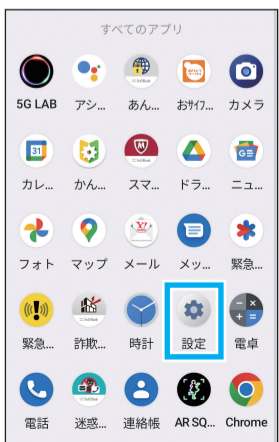 すべてのアプリ
5G LAB アシ... あん... おサイフ... カメラ
31 GE
カレ... かん... スマ... ドラ... ニュ...
Y!
フォト マップ メール メッ... 緊急...
SoftBank
緊急... 詐欺... 時計 設定 電卓
電話 迷惑... 連絡帳 AR SQ... Chrome